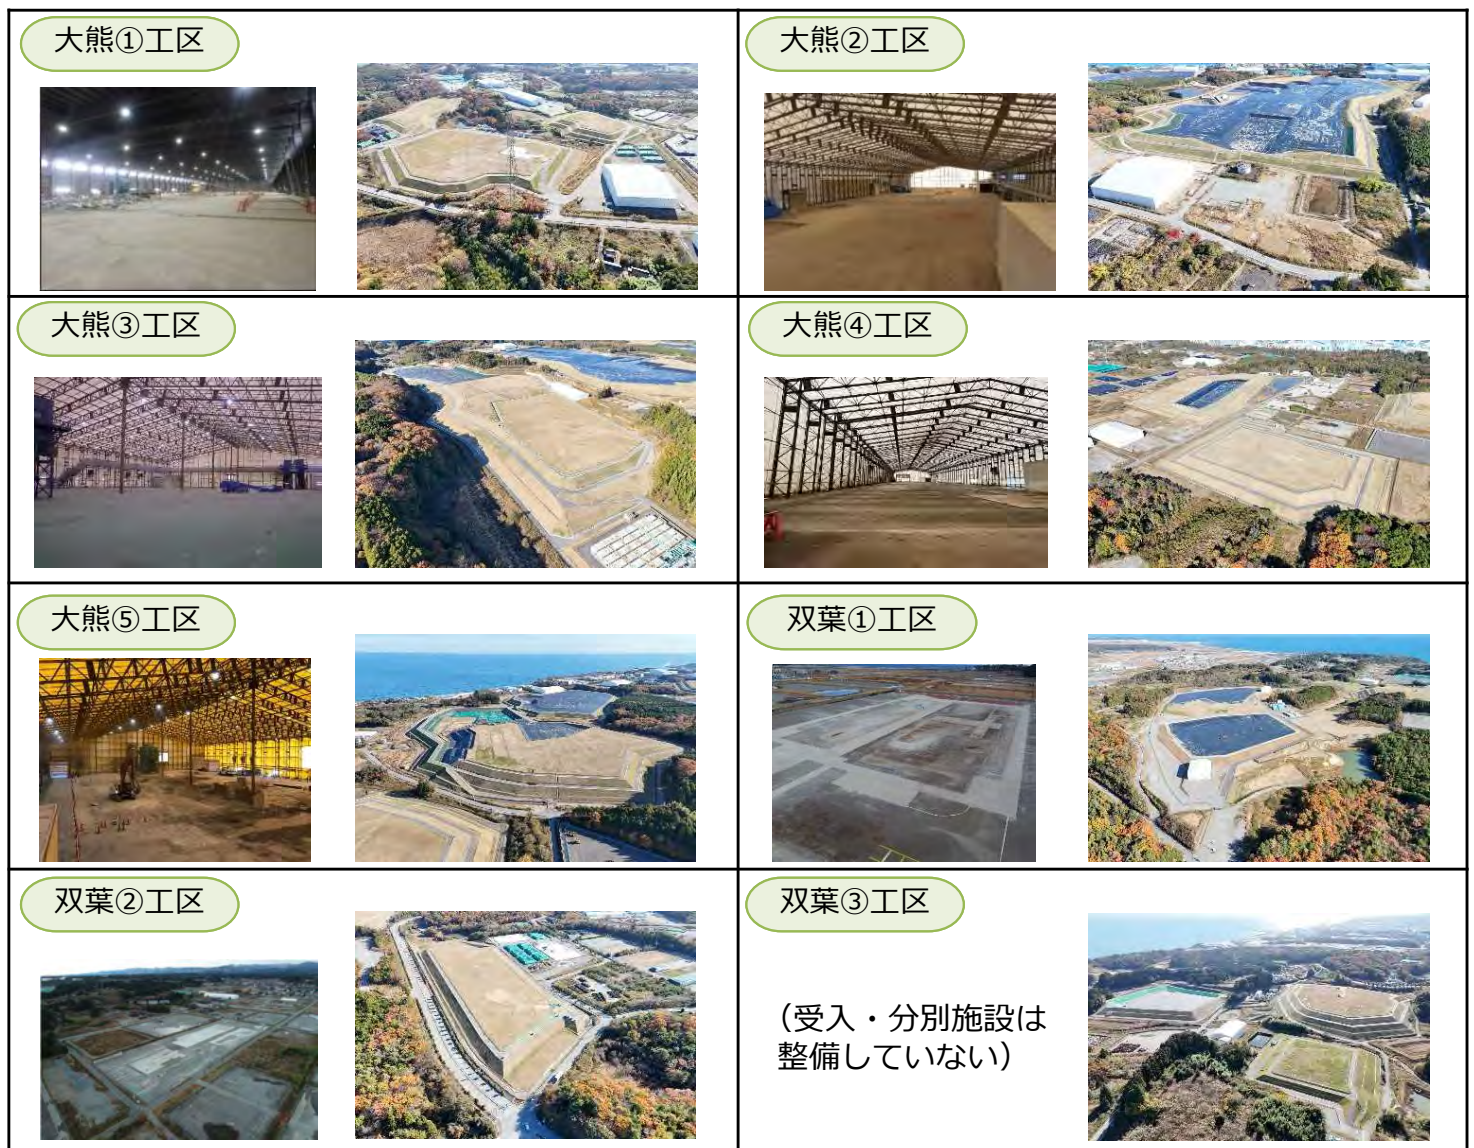 大熊①工区
大熊②工区
大熊③工区
大熊④工区
大熊⑤工区
双葉①工区
双葉②工区
双葉③工区
（受入・分別施設は
整備していない）